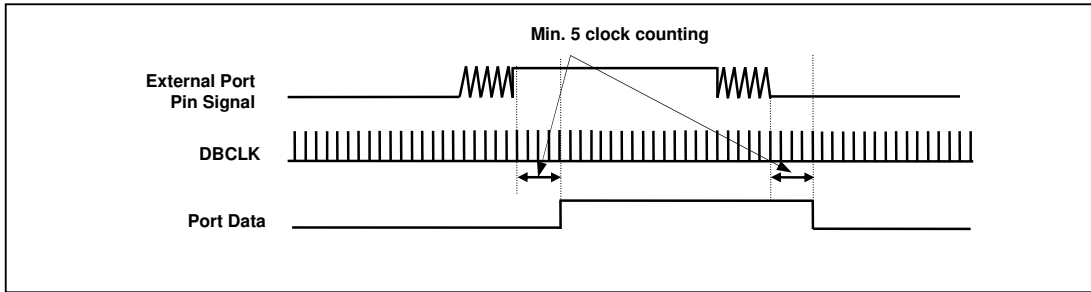 Min. 5 clock counting
External Port
Pin Signal
DBCLK
Port Data